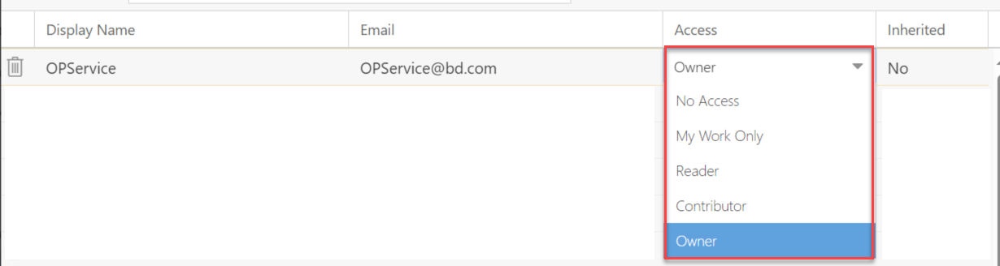 Display Name Email Access Inherited
OPService OPService@bd.com Owner No
No Access
My Work Only
Reader
Contributor
Owner